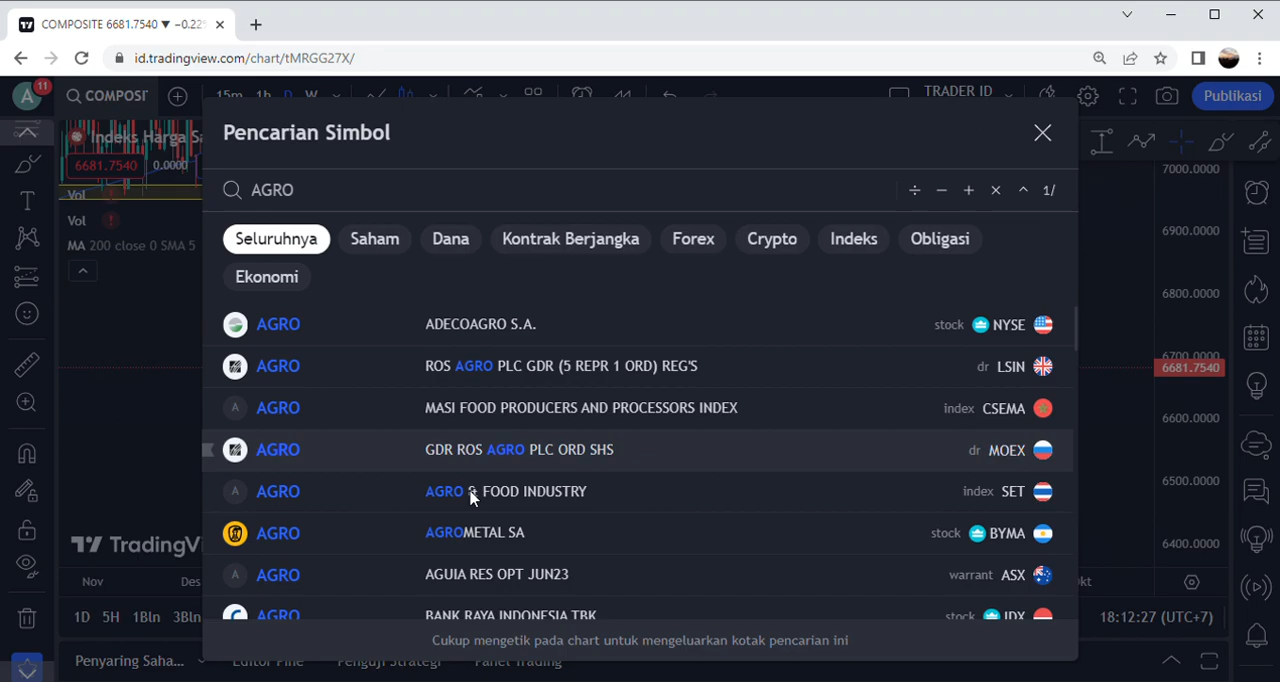 COMPOSITE 6681.7540 ▼ −0.22%
id.tradingview.com/chart/tMRGG27X/
A 11 COMPOSI 15m 1h D W TRADER ID Publikasi
Pencarian Simbol
AGRO ÷ − + × ^ 1/
Seluruhnya Saham Dana Kontrak Berjangka Forex Crypto Indeks Obligasi
Ekonomi
AGRO ADECOAGRO S.A. stock NYSE
AGRO ROS AGRO PLC GDR (5 REPR 1 ORD) REG'S dr LSIN
AGRO MASI FOOD PRODUCERS AND PROCESSORS INDEX index CSEMA
AGRO GDR ROS AGRO PLC ORD SHS dr MOEX
AGRO AGRO & FOOD INDUSTRY index SET
AGRO AGROMETAL SA stock BYMA
AGRO AGUIA RES OPT JUN23 warrant ASX
AGRO BANK RAYA INDONESIA TBK stock IDX
Cukup mengetik pada chart untuk mengeluarkan kotak pencarian ini
Indeks Harga Sa
6681.7540 0.0000
Vol
Vol
MA 200 close 0 SMA 5
TradingVi
7000.0000
6900.0000
6800.0000
6700.0000
6681.7540
6600.0000
6500.0000
6400.0000
Nov Des kt
1D 5H 1Bln 3Bln 18:12:27 (UTC+7)
Penyaring Saha... Editor Pine Penguji Strategi Panel Trading